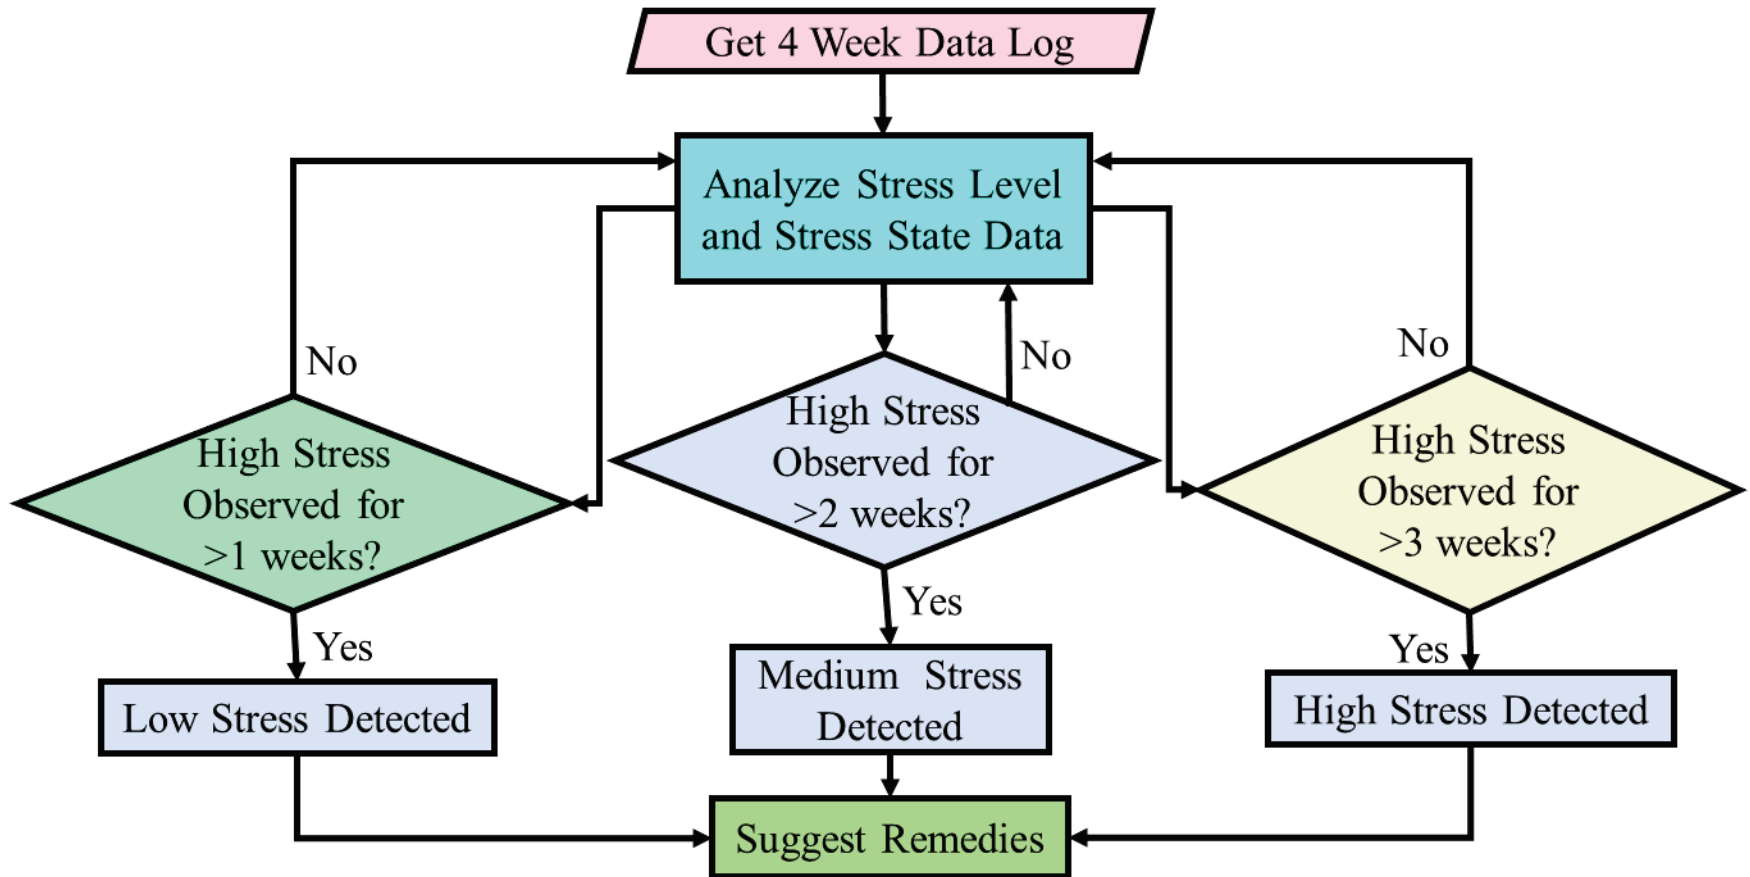 Get 4 Week Data Log
Analyze Stress Level
and Stress State Data
No
High Stress
Observed for
>1 weeks?
Yes
Low Stress Detected
No
High Stress
Observed for
>2 weeks?
Yes
Medium Stress
Detected
No
High Stress
Observed for
>3 weeks?
Yes
High Stress Detected
Suggest Remedies